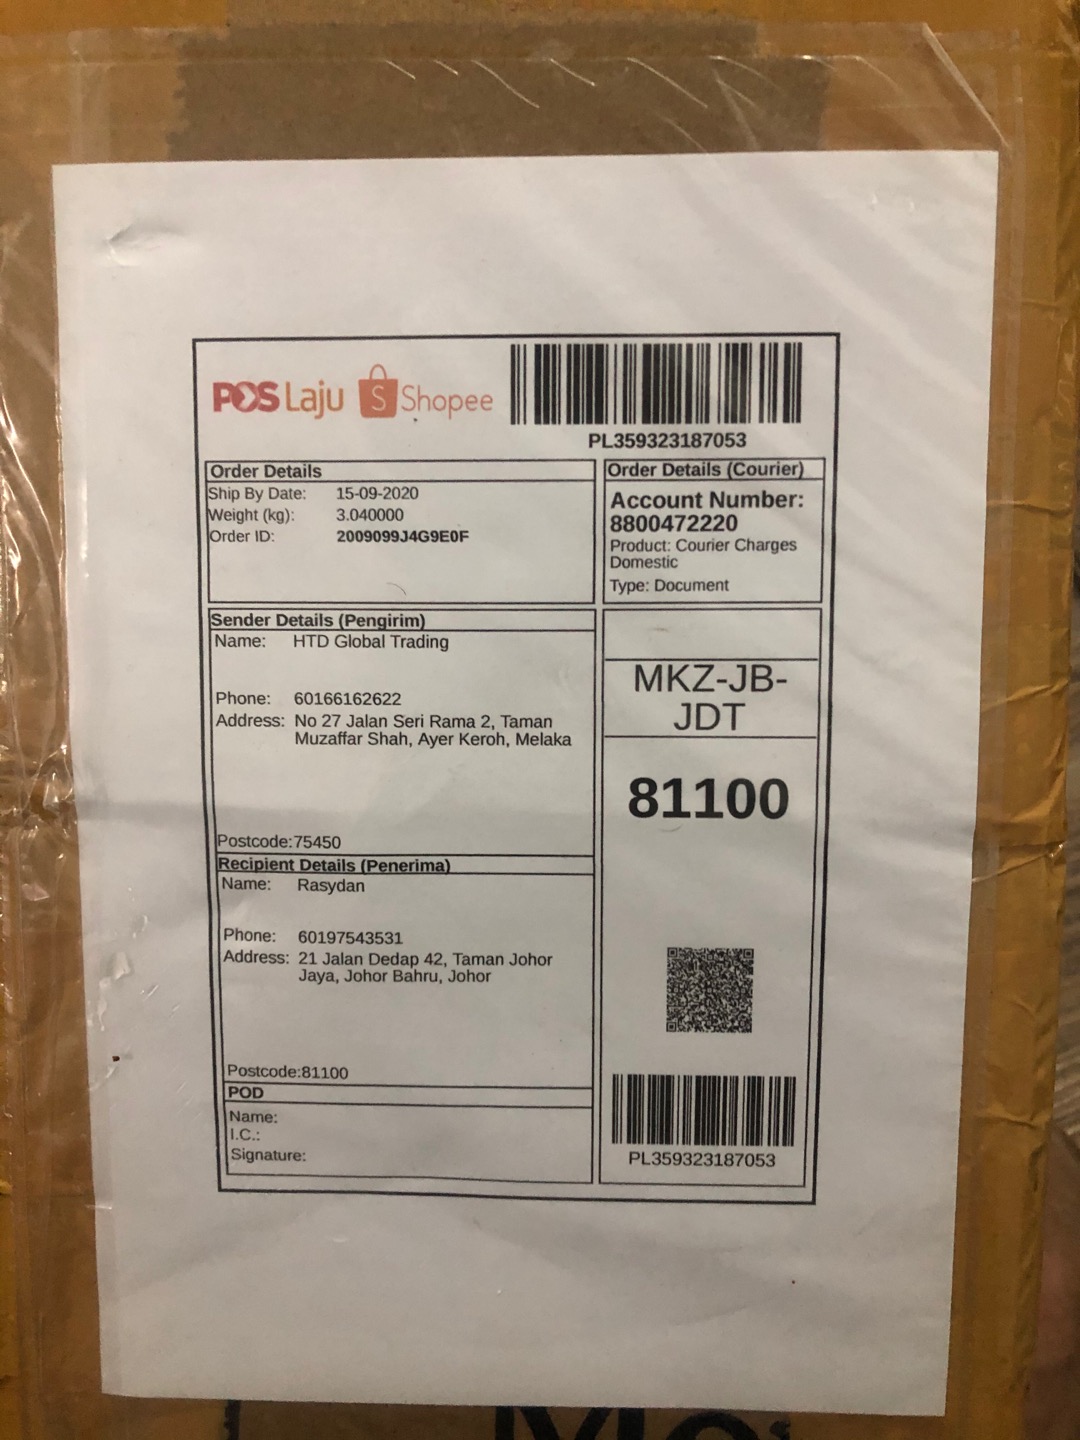 POS Laju S Shopee
PL359323187053
Order Details
Ship By Date: 15-09-2020
Weight (kg): 3.040000
Order ID: 2009099J4G9E0F
Order Details (Courier)
Account Number:
8800472220
Product: Courier Charges
Domestic
Type: Document
Sender Details (Pengirim)
Name: HTD Global Trading
Phone: 60166162622
Address: No 27 Jalan Seri Rama 2, Taman
Muzaffar Shah, Ayer Keroh, Melaka
Postcode:75450
MKZ-JB-
JDT
81100
Recipient Details (Penerima)
Name: Rasydan
Phone: 60197543531
Address: 21 Jalan Dedap 42, Taman Johor
Jaya, Johor Bahru, Johor
Postcode:81100
POD
Name:
I.C.:
Signature:
PL359323187053